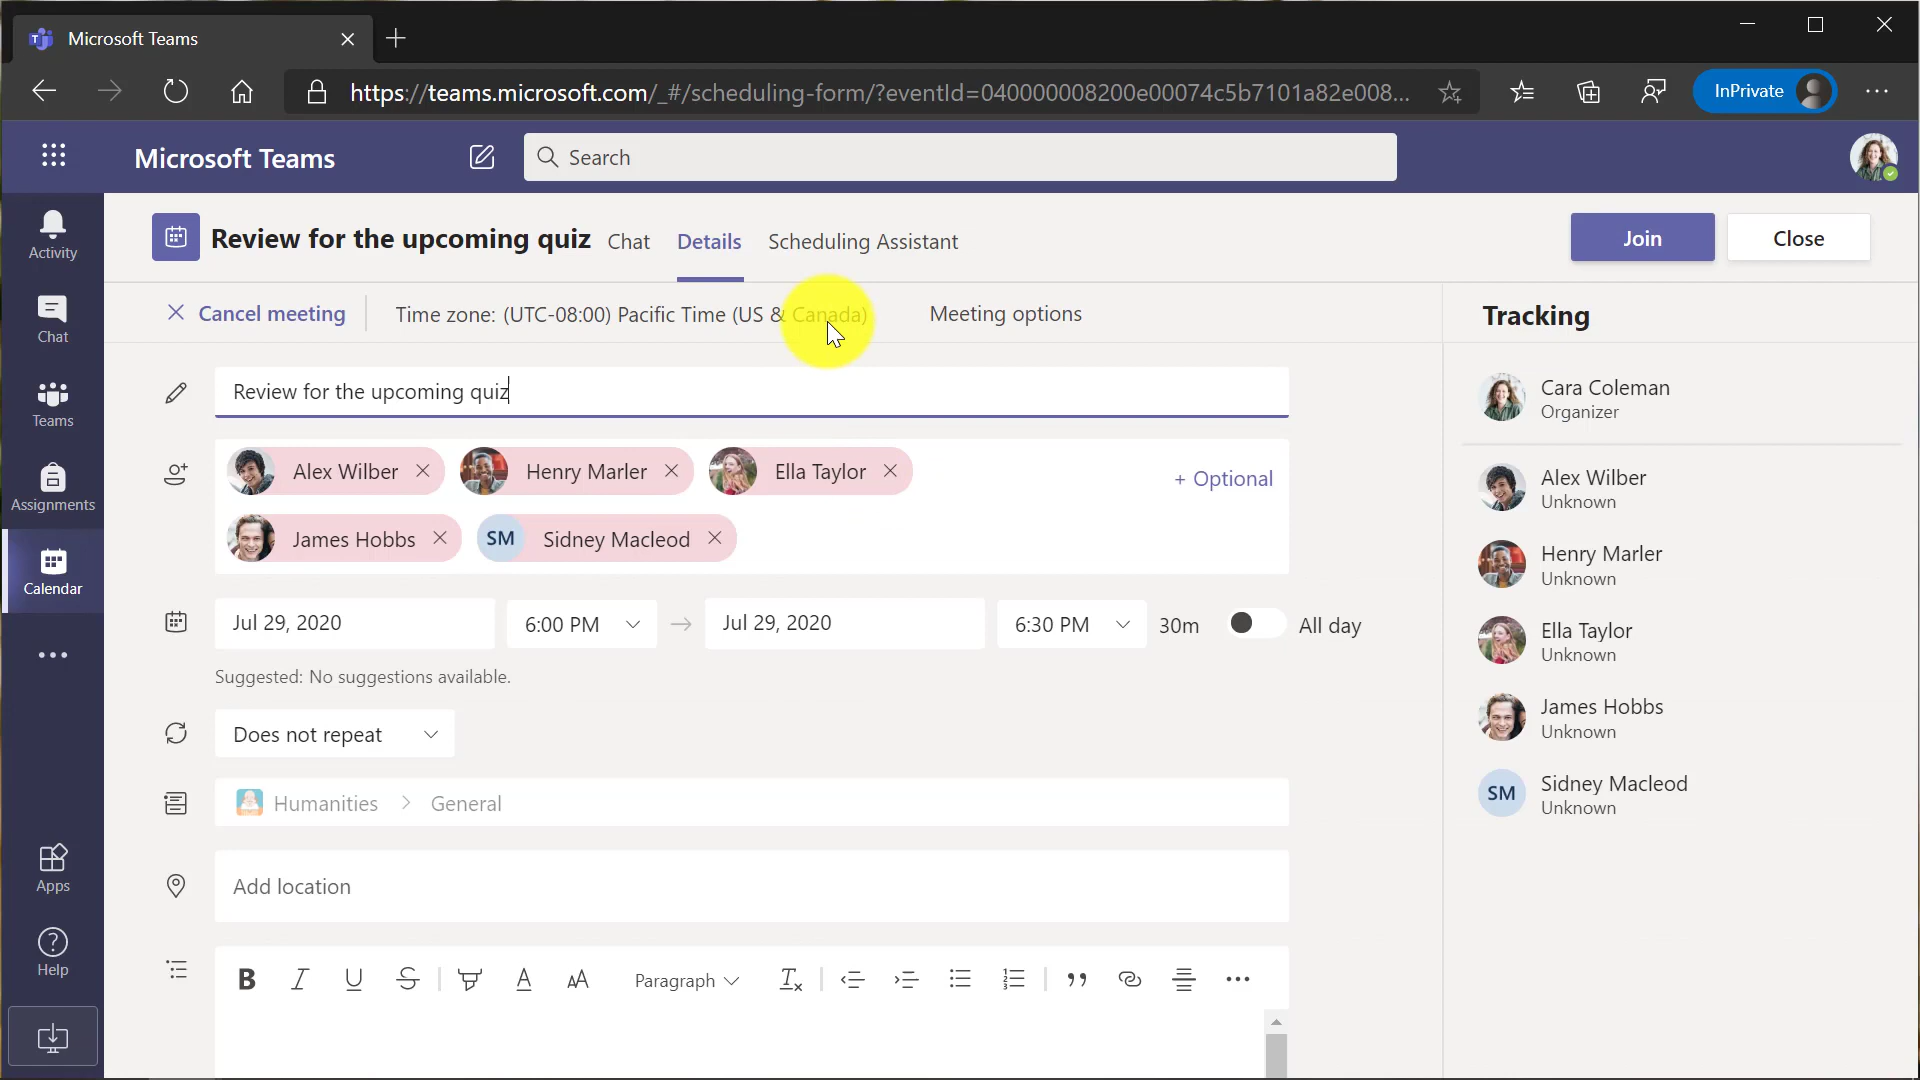 Microsoft Teams
https://teams.microsoft.com/_#/scheduling-form/?eventId=040000008200e00074c5b7101a82e008...
InPrivate
Microsoft Teams
Search
Activity
Chat
Teams
Assignments
Calendar
Apps
Help
Review for the upcoming quiz Chat Details Scheduling Assistant
Join Close
Cancel meeting Time zone: (UTC-08:00) Pacific Time (US & Canada) Meeting options
Review for the upcoming quiz
Alex Wilber Henry Marler Ella Taylor + Optional
James Hobbs SM Sidney Macleod
Jul 29, 2020 6:00 PM Jul 29, 2020 6:30 PM 30m All day
Suggested: No suggestions available.
Does not repeat
Humanities > General
Add location
B I U S A AA Paragraph
Tracking
Cara Coleman
Organizer
Alex Wilber
Unknown
Henry Marler
Unknown
Ella Taylor
Unknown
James Hobbs
Unknown
SM Sidney Macleod
Unknown